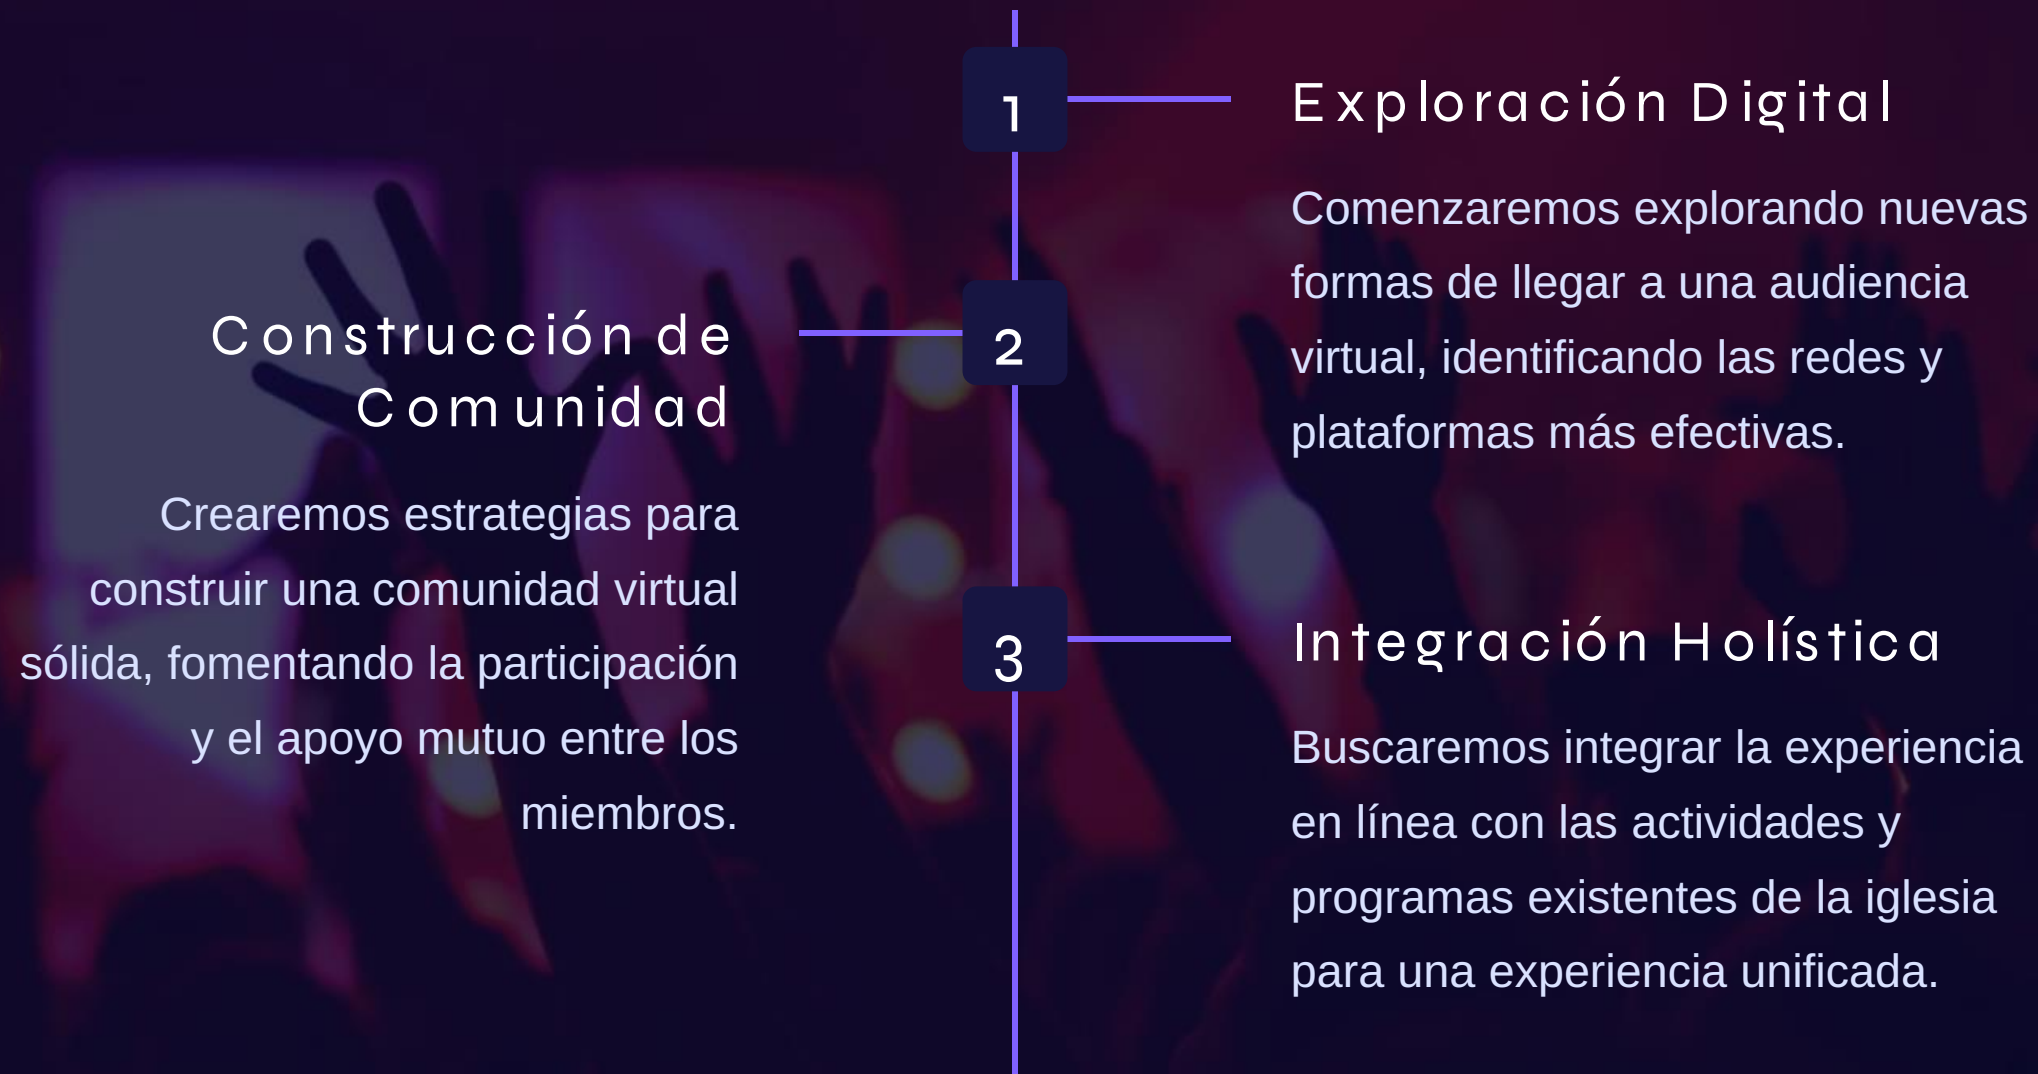 1
Exploración Digital
Comenzaremos explorando nuevas
formas de llegar a una audiencia
virtual, identificando las redes y
plataformas más efectivas.
2
Construcción de
Comunidad
Crearemos estrategias para
construir una comunidad virtual
sólida, fomentando la participación
y el apoyo mutuo entre los
miembros.
3
Integración Holística
Buscaremos integrar la experiencia
en línea con las actividades y
programas existentes de la iglesia
para una experiencia unificada.